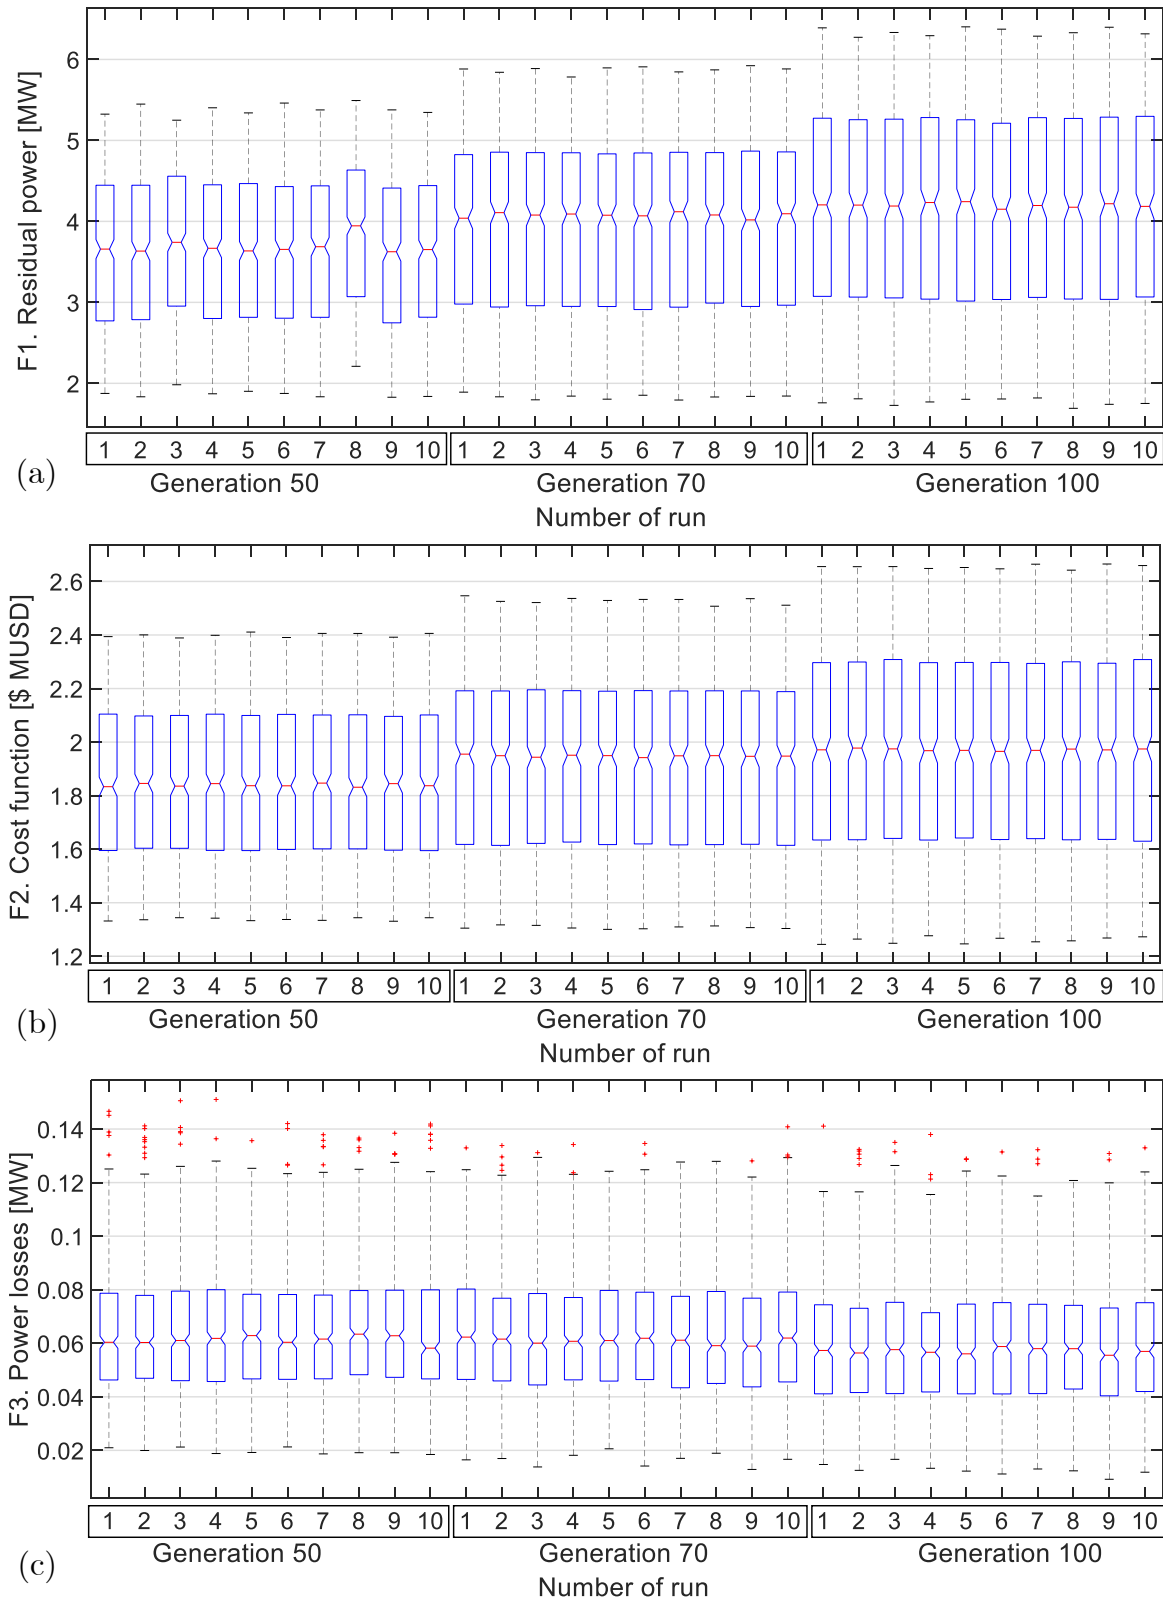 F1. Residual power [MW]
6
5
4
3
2
1 2 3 4 5 6 7 8 9 10 1 2 3 4 5 6 7 8 9 10 1 2 3 4 5 6 7 8 9 10
(a)
Generation 50 Generation 70 Generation 100
Number of run
F2. Cost function [$ MUSD]
2.6
2.4
2.2
2
1.8
1.6
1.4
1.2
1 2 3 4 5 6 7 8 9 10 1 2 3 4 5 6 7 8 9 10 1 2 3 4 5 6 7 8 9 10
(b)
Generation 50 Generation 70 Generation 100
Number of run
F3. Power losses [MW]
0.14
0.12
0.1
0.08
0.06
0.04
0.02
1 2 3 4 5 6 7 8 9 10 1 2 3 4 5 6 7 8 9 10 1 2 3 4 5 6 7 8 9 10
(c)
Generation 50 Generation 70 Generation 100
Number of run